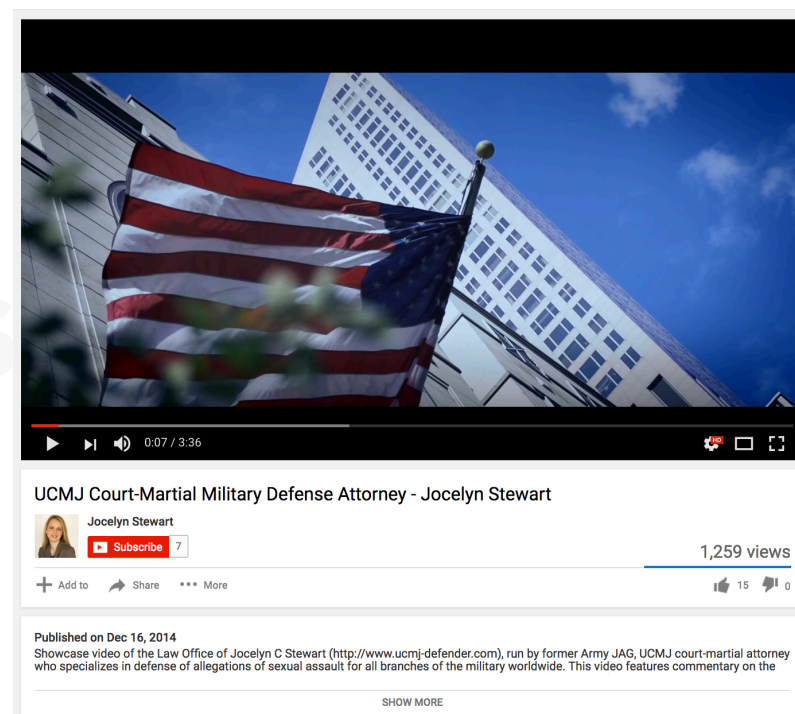 0:07 / 3:36
HD
UCMJ Court-Martial Military Defense Attorney - Jocelyn Stewart
Jocelyn Stewart
Subscribe 7
1,259 views
Add to Share More
15 0
Published on Dec 16, 2014
Showcase video of the Law Office of Jocelyn C Stewart (http://www.ucmj-defender.com), run by former Army JAG, UCMJ court-martial attorney
who specializes in defense of allegations of sexual assault for all branches of the military worldwide. This video features commentary on the
SHOW MORE